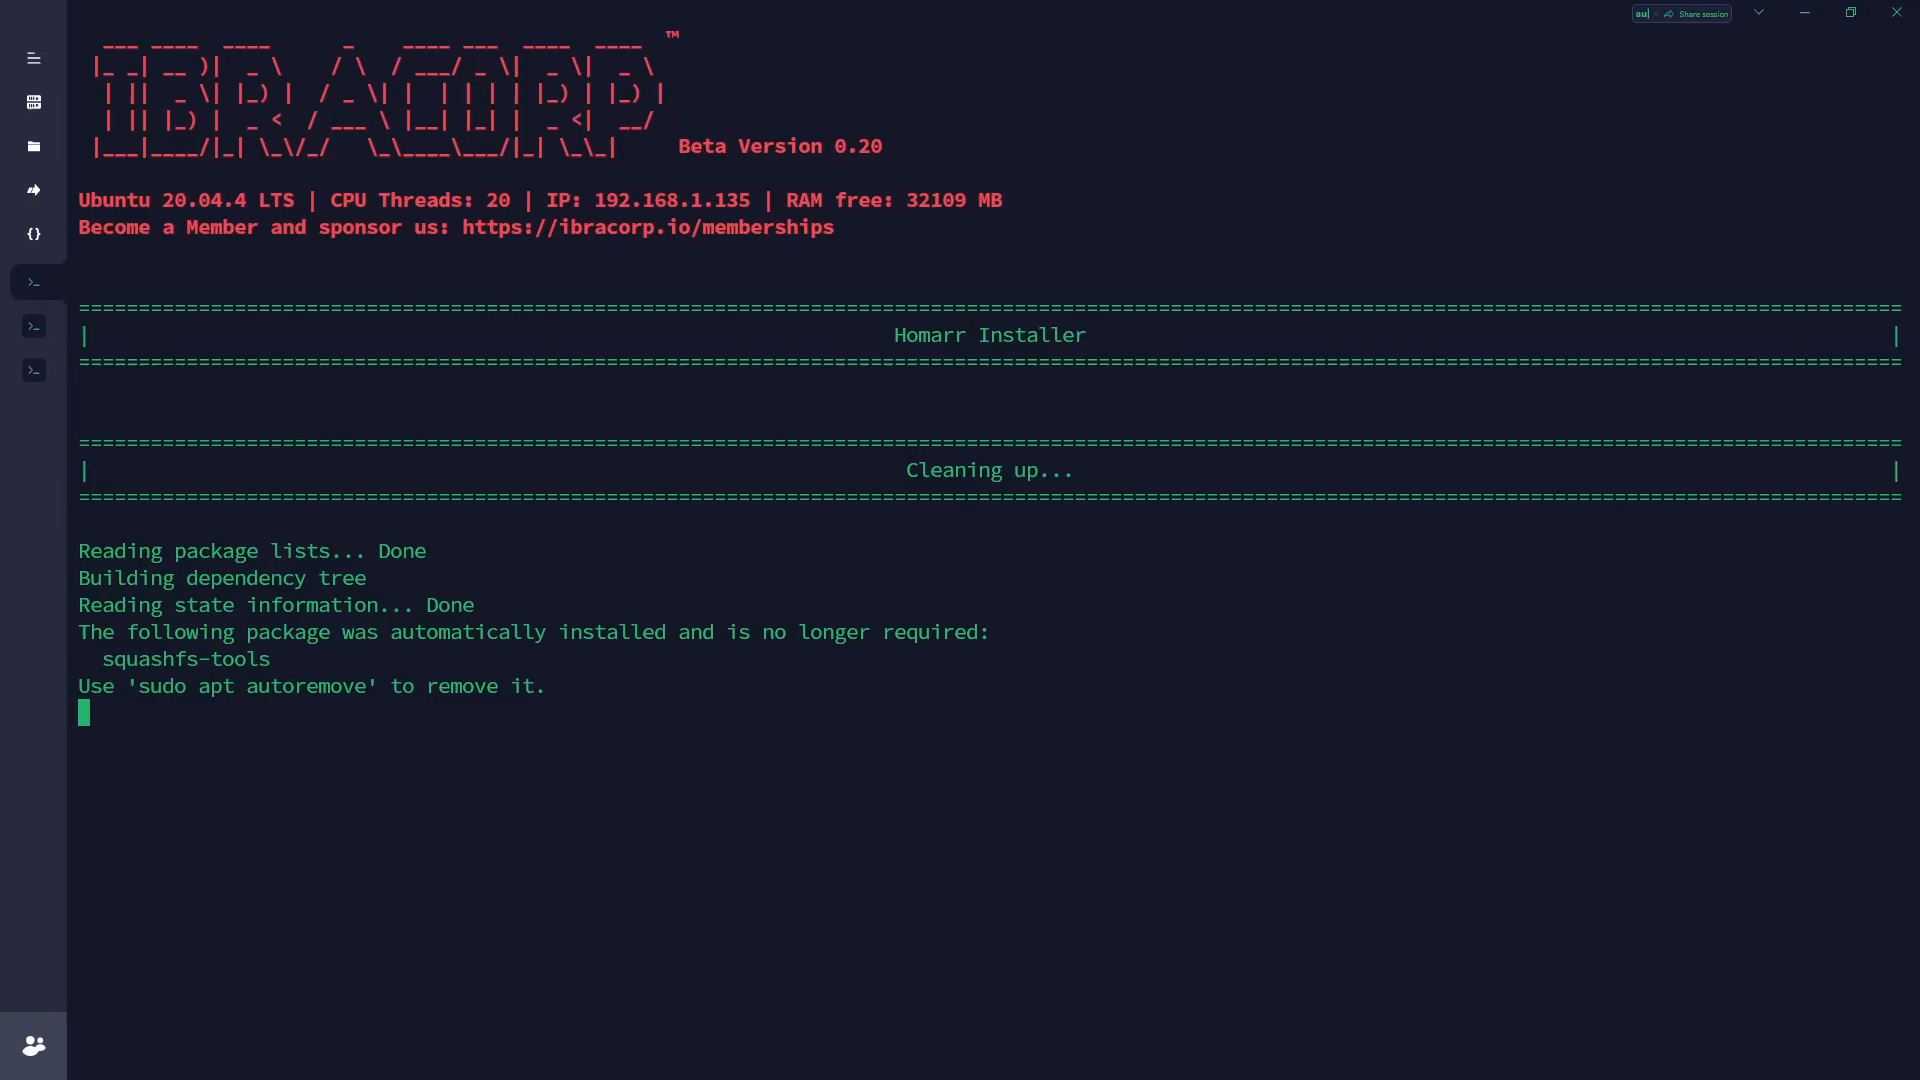 au| Share session
IBRACORP ™
Beta Version 0.20
Ubuntu 20.04.4 LTS | CPU Threads: 20 | IP: 192.168.1.135 | RAM free: 32109 MB
Become a Member and sponsor us: https://ibracorp.io/memberships
Homarr Installer
Cleaning up...
Reading package lists... Done
Building dependency tree
Reading state information... Done
The following package was automatically installed and is no longer required:
squashfs-tools
Use 'sudo apt autoremove' to remove it.